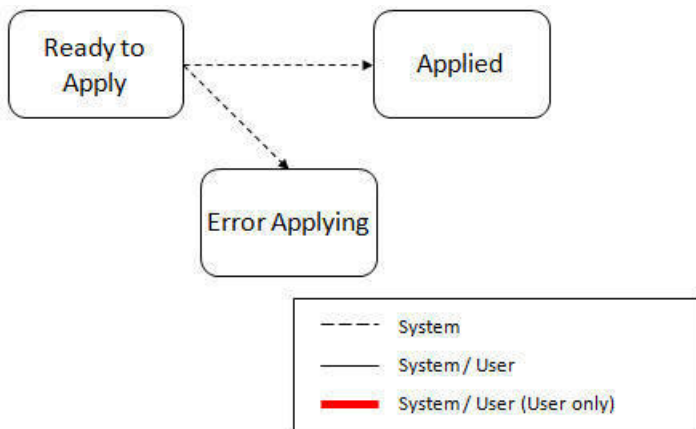 Ready to
Apply
Applied
Error Applying
System
System / User
System / User (User only)